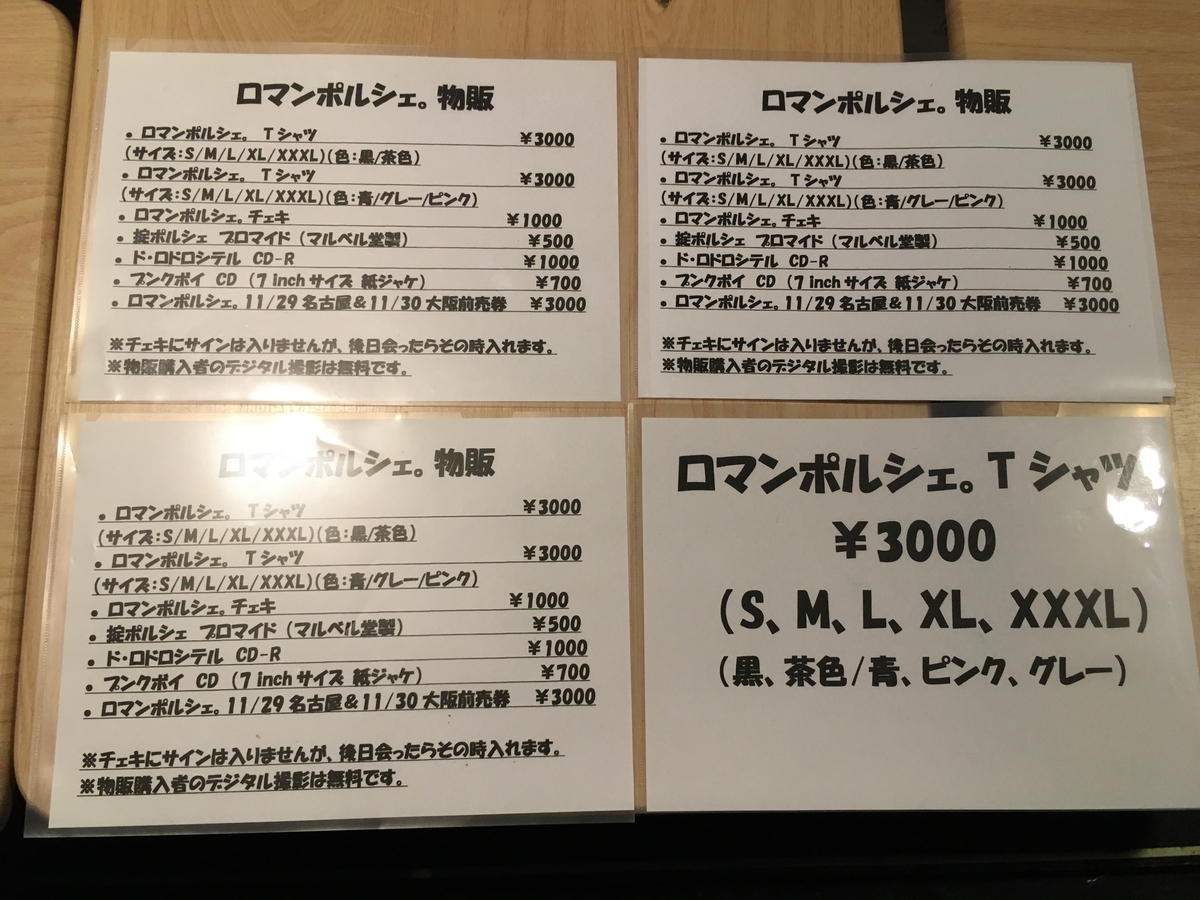 ロマンポルシェ。物販
• ロマンポルシェ。 Tシャツ ¥3000
(サイズ:S/M/L/XL/XXXL)(色:黒/茶色)
• ロマンポルシェ。 Tシャツ ¥3000
(サイズ:S/M/L/XL/XXXL)(色:青/グレー/ピンク)
• ロマンポルシェ。チェキ ¥1000
• 掟ポルシェ ブロマイド（マルベル堂製） ¥500
• ド・ロドロシテル CD-R ¥1000
• ブンクボイ CD（7 inchサイズ 紙ジャケ） ¥700
• ロマンポルシェ。11/29 名古屋&11/30 大阪前売券 ¥3000
※チェキにサインは入りませんが、後日会ったらその時入れます。
※物販購入者のデジタル撮影は無料です。
ロマンポルシェ。物販
• ロマンポルシェ。 Tシャツ ¥3000
(サイズ:S/M/L/XL/XXXL)(色:黒/茶色)
• ロマンポルシェ。 Tシャツ ¥3000
(サイズ:S/M/L/XL/XXXL)(色:青/グレー/ピンク)
• ロマンポルシェ。チェキ ¥1000
• 掟ポルシェ ブロマイド（マルベル堂製） ¥500
• ド・ロドロシテル CD-R ¥1000
• ブンクボイ CD（7 inchサイズ 紙ジャケ） ¥700
• ロマンポルシェ。11/29 名古屋&11/30 大阪前売券 ¥3000
※チェキにサインは入りませんが、後日会ったらその時入れます。
※物販購入者のデジタル撮影は無料です。
ロマンポルシェ。物販
• ロマンポルシェ。 Tシャツ ¥3000
(サイズ:S/M/L/XL/XXXL)(色:黒/茶色)
• ロマンポルシェ。 Tシャツ ¥3000
(サイズ:S/M/L/XL/XXXL)(色:青/グレー/ピンク)
• ロマンポルシェ。チェキ ¥1000
• 掟ポルシェ ブロマイド（マルベル堂製） ¥500
• ド・ロドロシテル CD-R ¥1000
• ブンクボイ CD（7 inchサイズ 紙ジャケ） ¥700
• ロマンポルシェ。11/29 名古屋&11/30 大阪前売券 ¥3000
※チェキにサインは入りませんが、後日会ったらその時入れます。
※物販購入者のデジタル撮影は無料です。
ロマンポルシェ。Tシャツ
¥3000
(S、M、L、XL、XXXL)
(黒、茶色/青、ピンク、グレー)